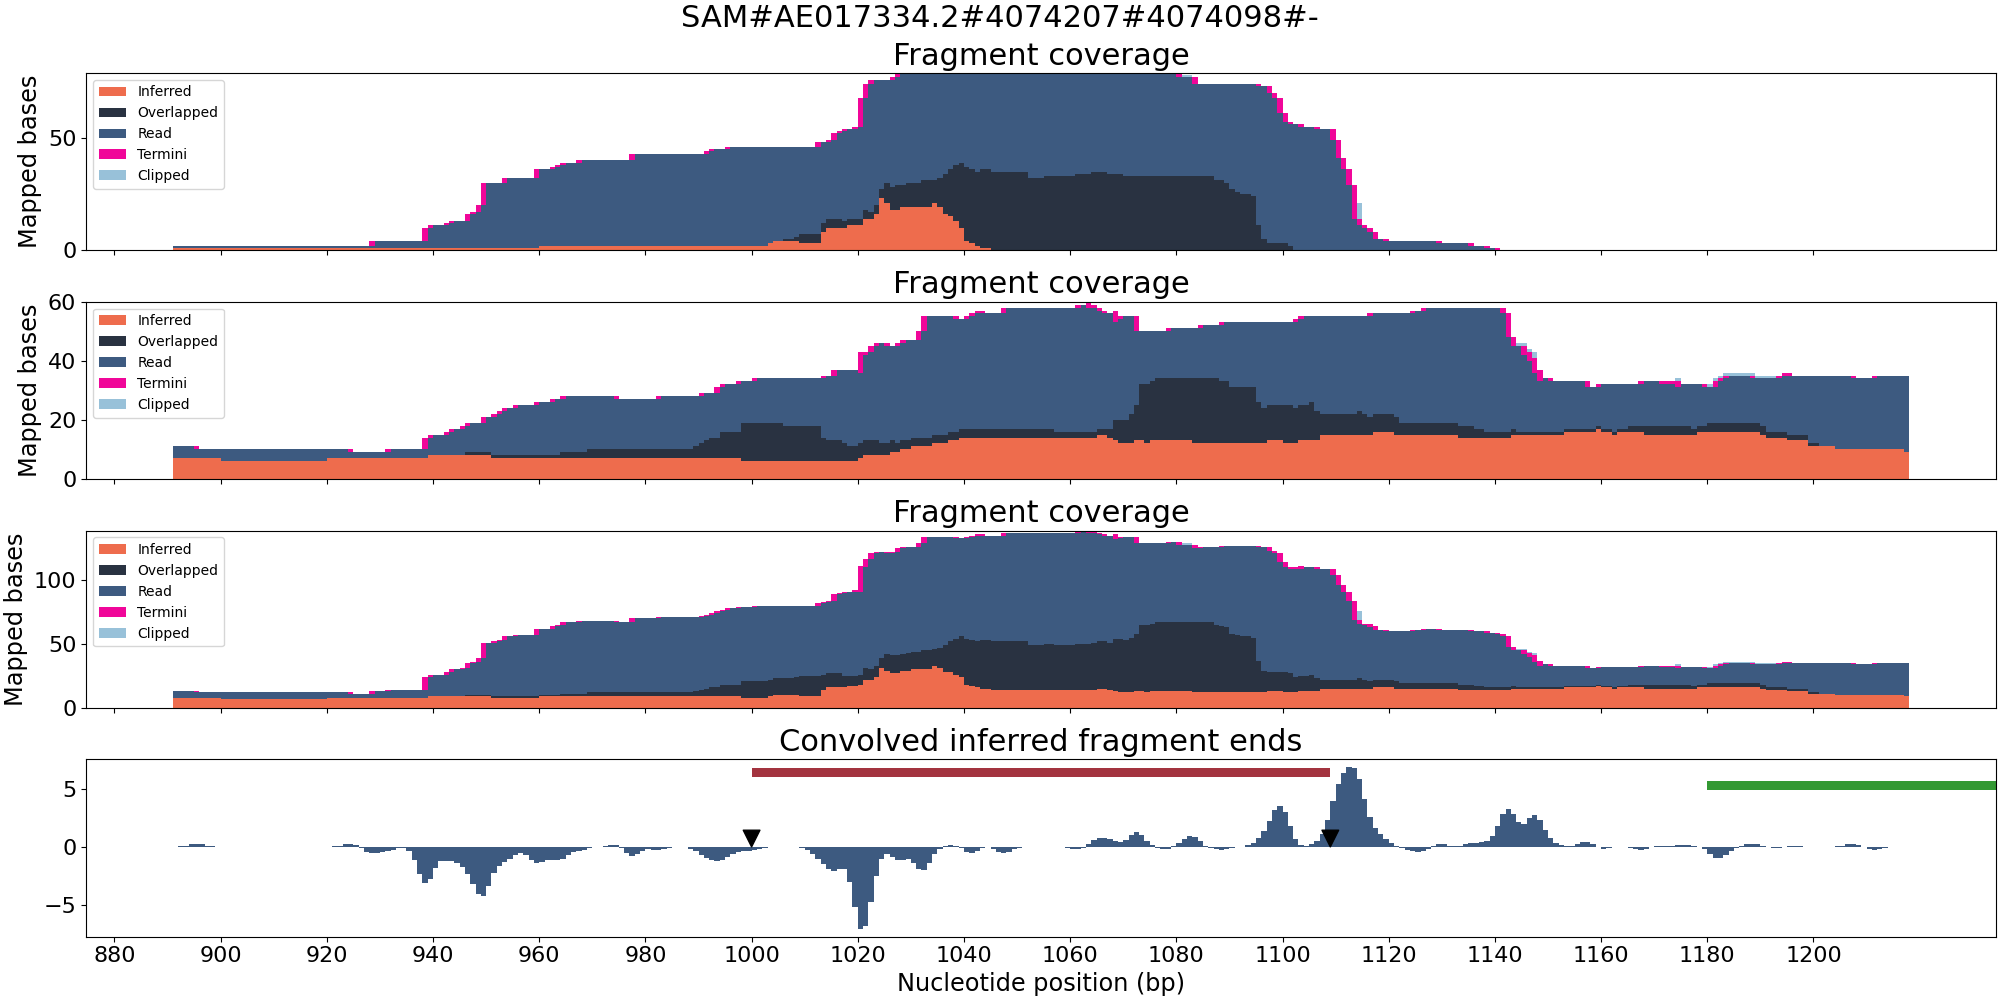 SAM#AE017334.2#4074207#4074098#-
Fragment coverage
Mapped bases
50
0
Inferred
Overlapped
Read
Termini
Clipped
Fragment coverage
Mapped bases
60
40
20
0
Inferred
Overlapped
Read
Termini
Clipped
Fragment coverage
Mapped bases
100
50
0
Inferred
Overlapped
Read
Termini
Clipped
Convolved inferred fragment ends
5
0
−5
880 900 920 940 960 980 1000 1020 1040 1060 1080 1100 1120 1140 1160 1180 1200
Nucleotide position (bp)